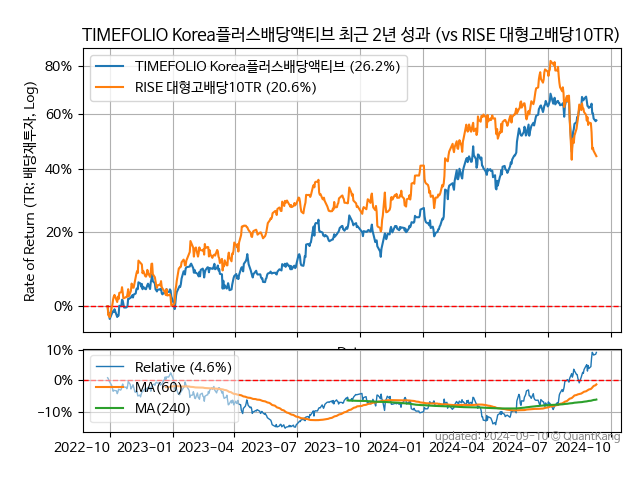 TIMEFOLIO Korea플러스배당액티브 최근 2년 성과 (vs RISE 대형고배당10TR)
Rate of Return (TR: 배당재투자, Log)
80%
60%
40%
20%
0%
TIMEFOLIO Korea플러스배당액티브 (26.2%)
RISE 대형고배당10TR (20.6%)
10%
0%
−10%
Relative (4.6%)
MA(60)
MA(240)
2022-10
2023-01
2023-04
2023-07
2023-10
2024-01
2024-04
2024-07
2024-10
updated: 2024-09-10 © QuantKang